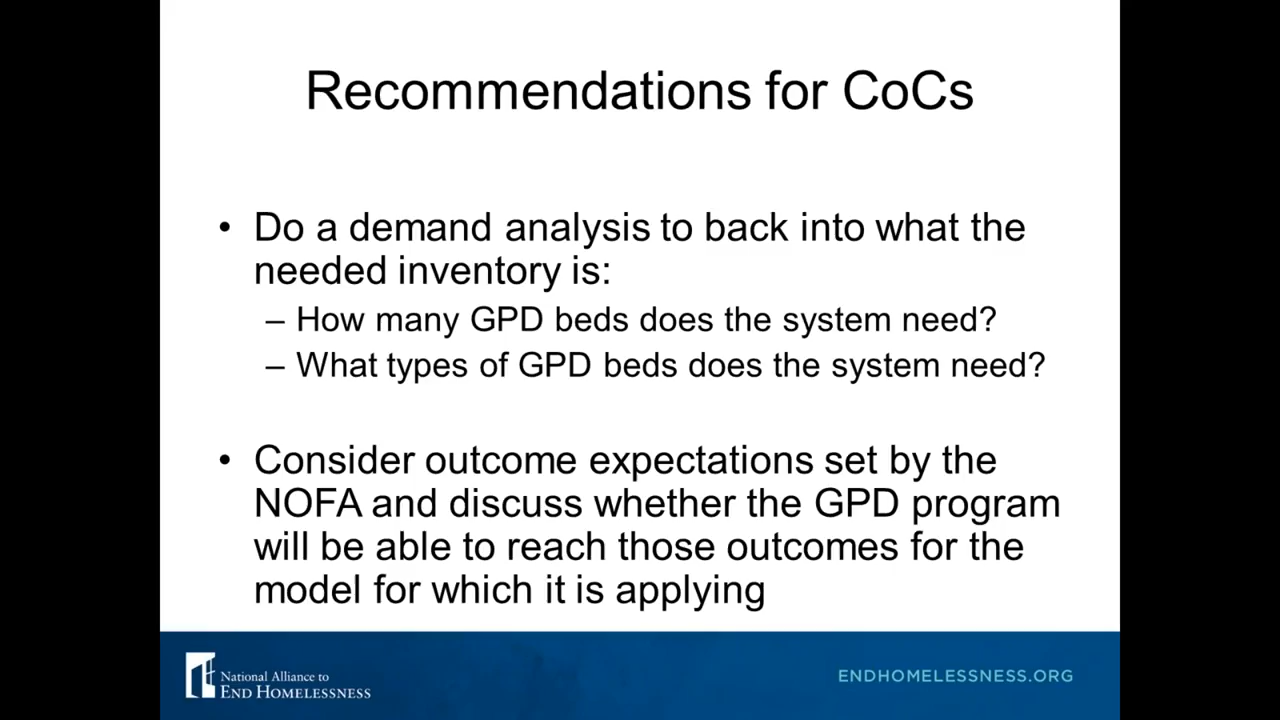 Recommendations for CoCs
• Do a demand analysis to back into what the
needed inventory is:
– How many GPD beds does the system need?
– What types of GPD beds does the system need?
• Consider outcome expectations set by the
NOFA and discuss whether the GPD program
will be able to reach those outcomes for the
model for which it is applying
National Alliance to
END HOMELESSNESS
ENDHOMELESSNESS.ORG